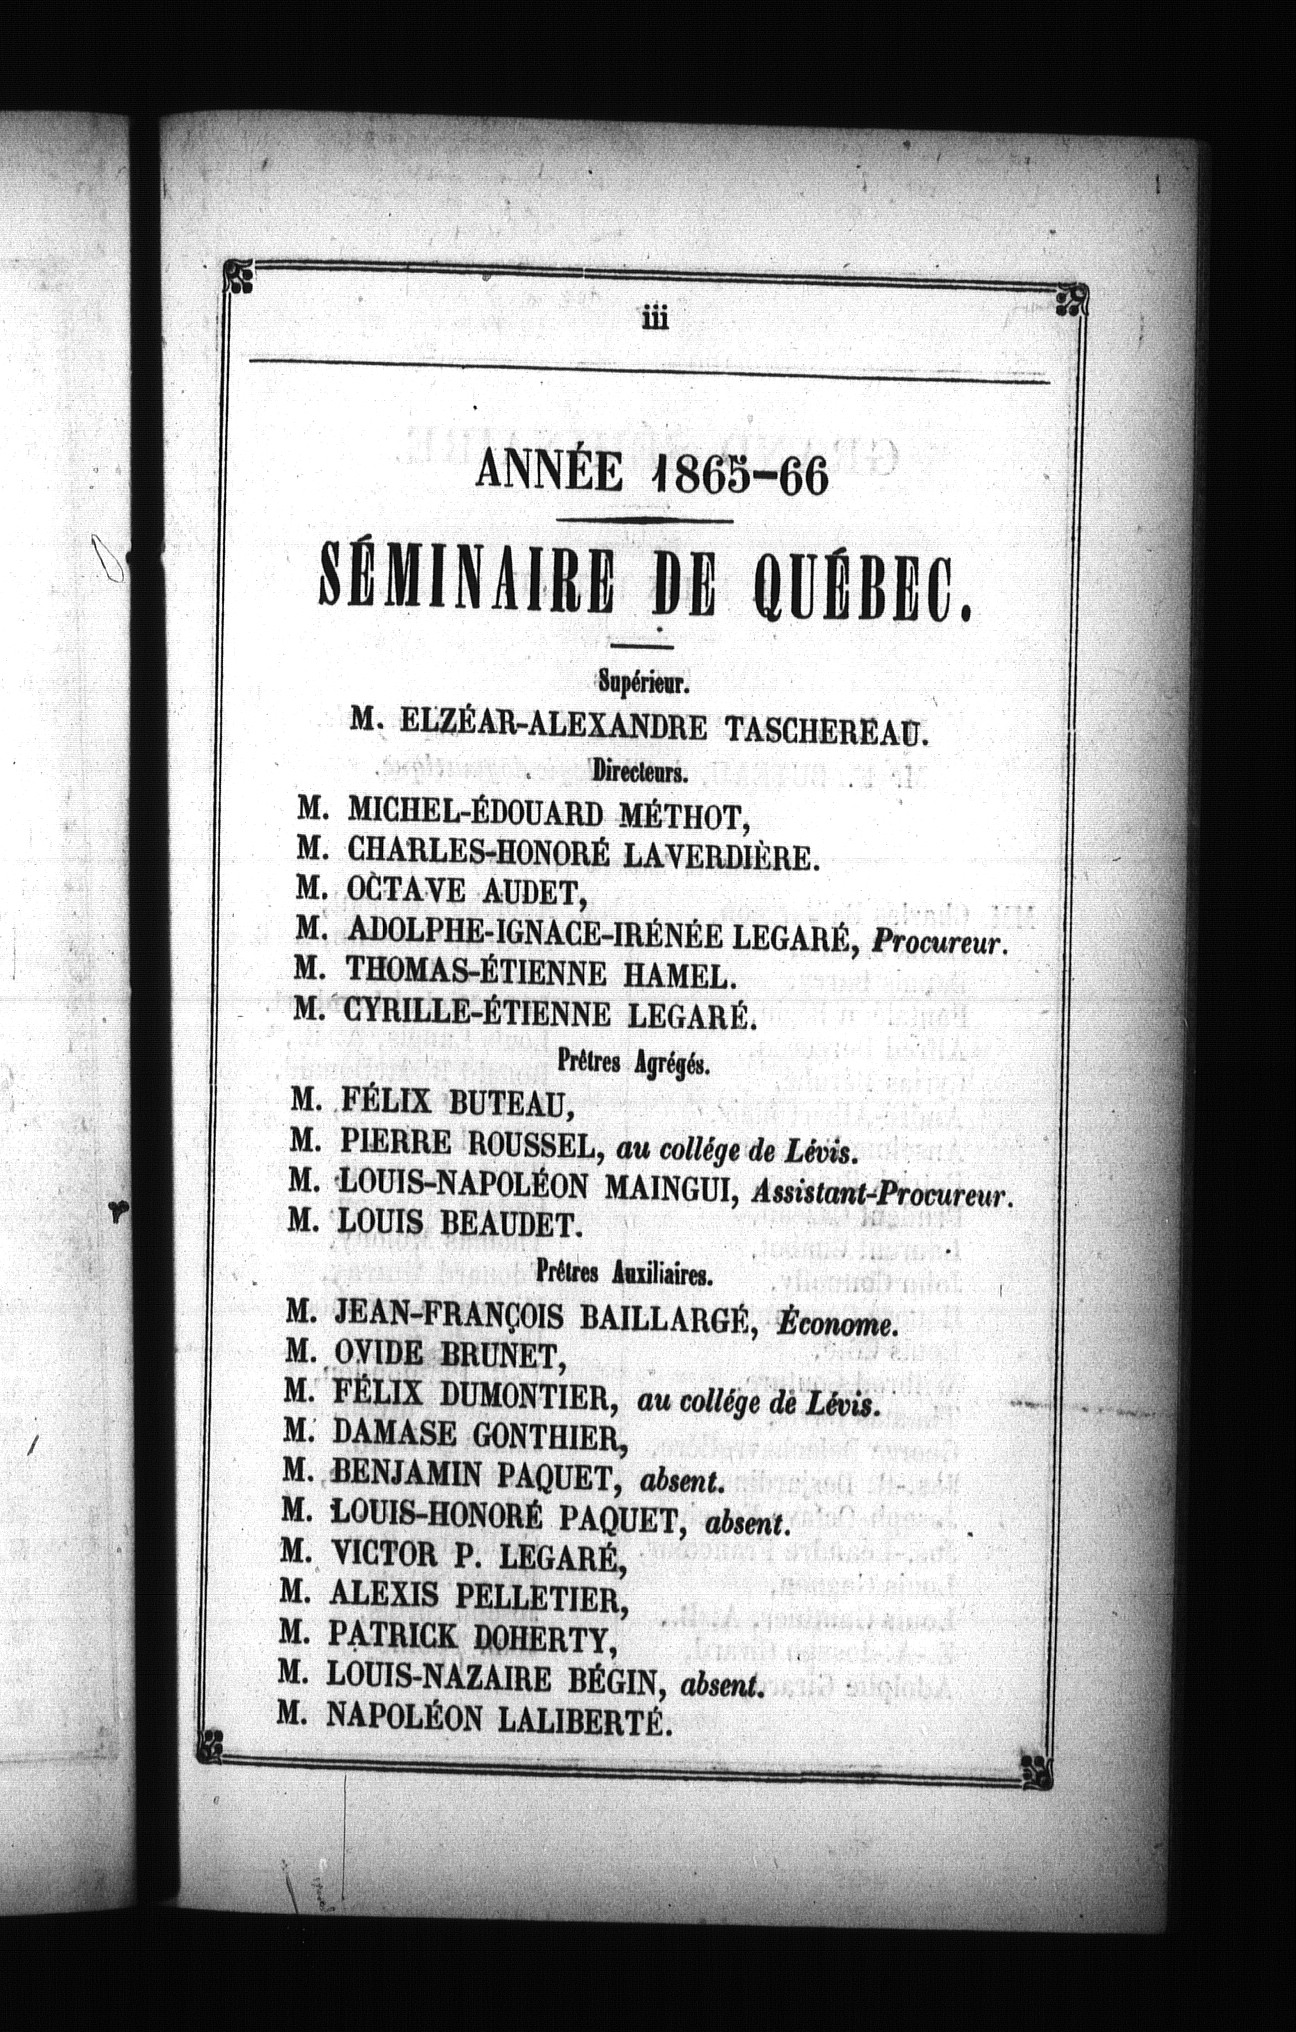 iii
ANNÉE 1865-66
SÉMINAIRE DE QUÉBEC.
Supérieur.
M. ELZÉAR-ALEXANDRE TASCHEREAU.
Directeurs.
M. MICHEL-ÉDOUARD MÉTHOT,
M. CHARLES-HONORÉ LAVERDIÈRE.
M. OCTAVE AUDET,
M. ADOLPHE-IGNACE-IRÉNÉE LEGARÉ, Procureur.
M. THOMAS-ÉTIENNE HAMEL.
M. CYRILLE-ÉTIENNE LEGARÉ.
Prêtres Agrégés.
M. FÉLIX BUTEAU,
M. PIERRE ROUSSEL, au collége de Lévis.
M. LOUIS-NAPOLÉON MAINGUI, Assistant-Procureur.
M. LOUIS BEAUDET.
Prêtres Auxiliaires.
M. JEAN-FRANÇOIS BAILLARGÉ, Économe.
M. OVIDE BRUNET,
M. FÉLIX DUMONTIER, au collége de Lévis.
M. DAMASE GONTHIER,
M. BENJAMIN PAQUET, absent.
M. LOUIS-HONORÉ PAQUET, absent.
M. VICTOR P. LEGARÉ,
M. ALEXIS PELLETIER,
M. PATRICK DOHERTY,
M. LOUIS-NAZAIRE BÉGIN, absent.
M. NAPOLÉON LALIBERTÉ.